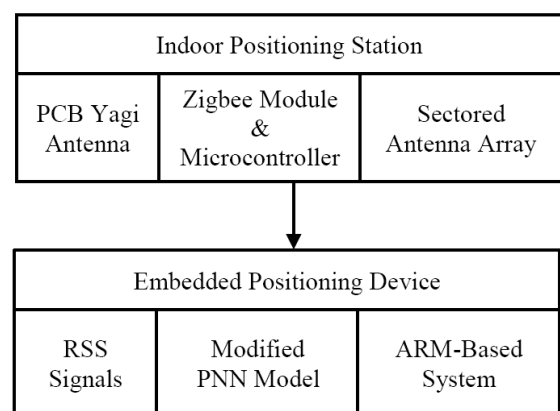 Indoor Positioning Station
PCB Yagi
Antenna
Zigbee Module
&
Microcontroller
Sectored
Antenna Array
Embedded Positioning Device
RSS
Signals
Modified
PNN Model
ARM-Based
System